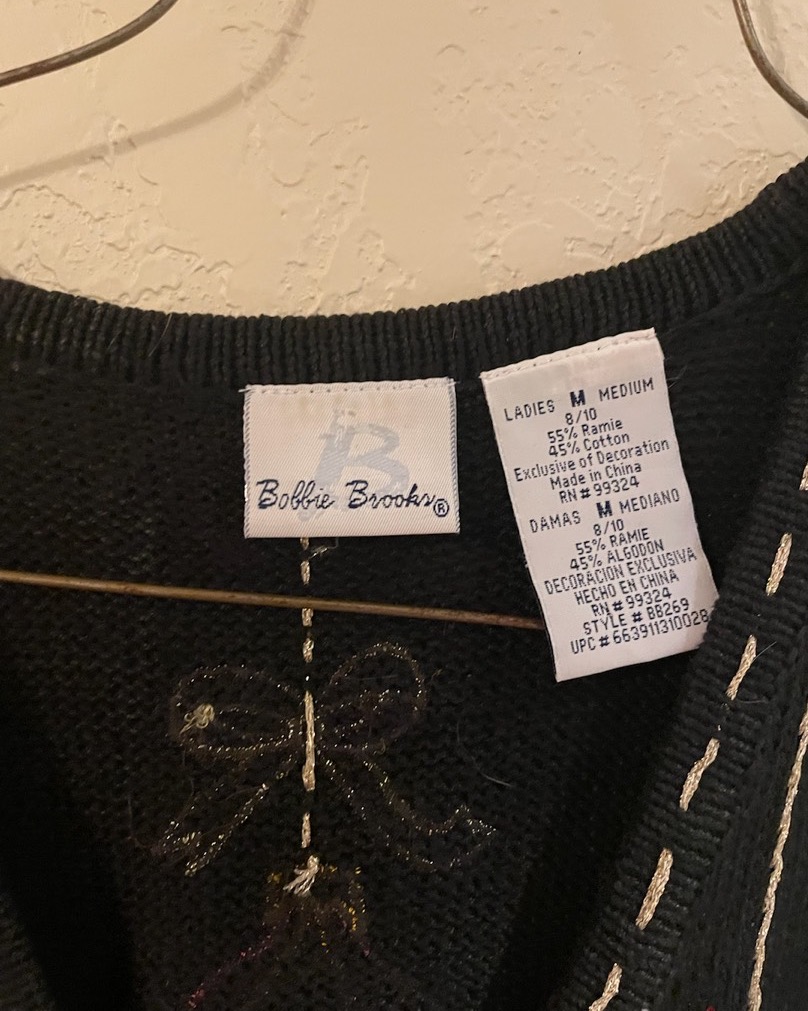 B
Bobbie Brooks®
LADIES M MEDIUM
8/10
55% Ramie
45% Cotton
Exclusive of Decoration
Made in China
RN # 99324
DAMAS M MEDIANO
8/10
55% RAMIE
45% ALGODON
DECORACION EXCLUSIVA
HECHO EN CHINA
RN # 99324
STYLE # BB269
UPC # 663911310028